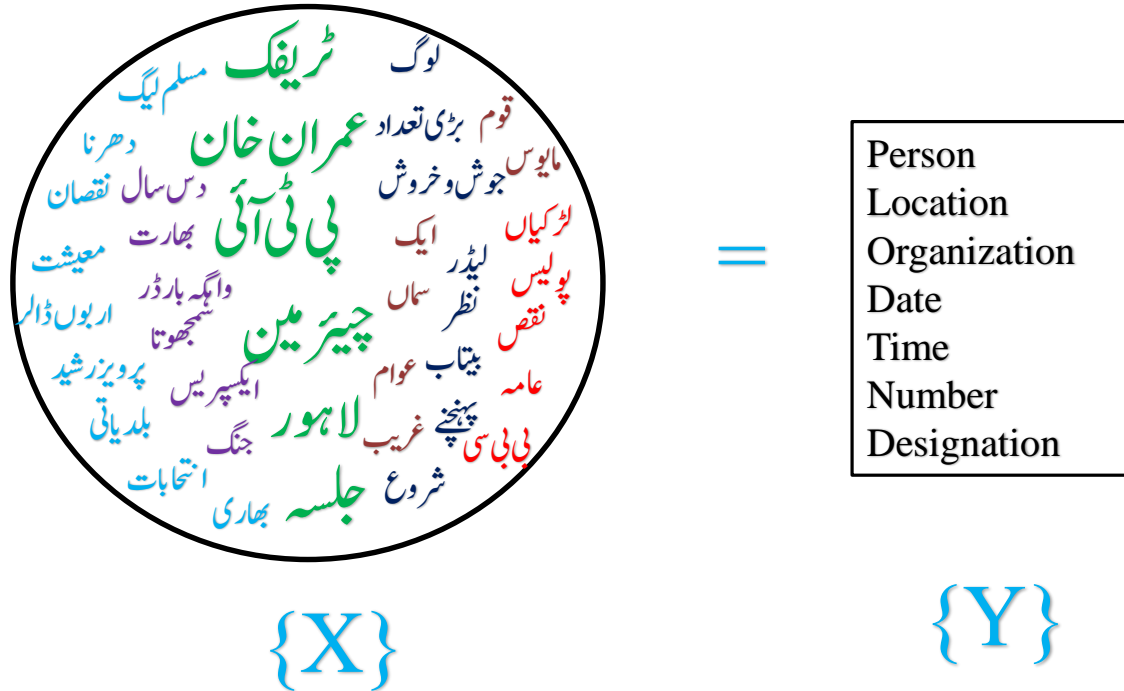 لوگ
ٹریفک
مسلم لیگ
قوم
بڑی تعداد
عمران خان
دھرنا
مایوس
جوش و خروش
دس سال
نقصان
پی ٹی آئی
لڑکیاں
ایک
بھارت
معیشت
لیڈر
پولیس
واہگہ بارڈر
سماں
نظر
نقص
اربوں ڈالر
سمجھوتا
چیئرمین
بیتاب
عوام
پرویز رشید
ایکسپریس
عامہ
لاہور
پہنچنے
غریب
بی بی سی
بلدیاتی
جنگ
شروع
جلسہ
انتخابات
بھاری
=
Person
Location
Organization
Date
Time
Number
Designation
{X}
{Y}